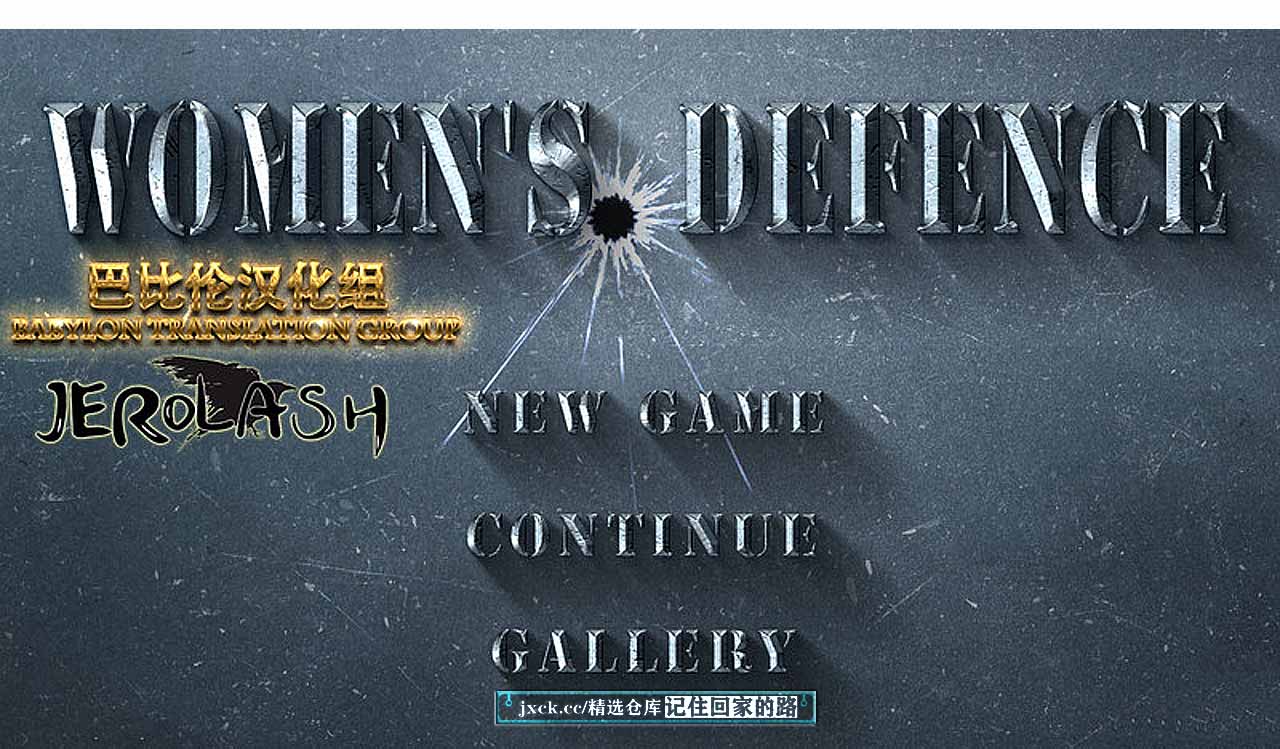 WOMEN'S DEFENCE
巴比伦汉化组
BABYLON TRANSLATION GROUP
JEROLASH
NEW GAME
CONTINUE
GALLERY
jxck.cc/精选仓库记住回家的路